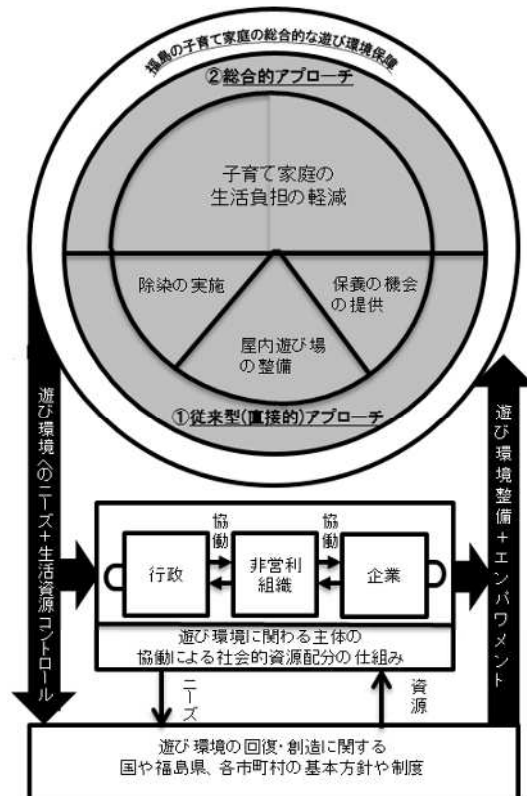 福島の子育て家庭の総合的な遊び環境保障
②総合的アプローチ
子育て家庭の
生活負担の軽減
除染の実施
保養の機会
の提供
屋内遊び場
の整備
①従来型(直接的)アプローチ
遊び環境へのニーズ+生活資源コントロール
遊び環境整備+エンパワメント
協働
協働
行政
非営利
組織
企業
遊び環境に関わる主体の
協働による社会的資源配分の仕組み
ニーズ
資源
遊び環境の回復・創造に関する
国や福島県、各市町村の基本方針や制度